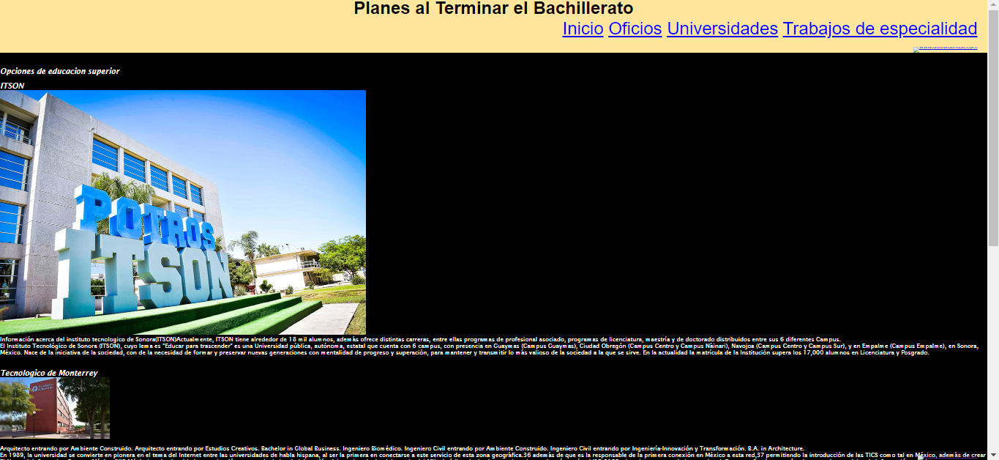 Planes al Terminar el Bachillerato
Inicio Oficios Universidades Trabajos de especialidad
Opciones de educacion superior
ITSON
POTROS
ITSON
Información acerca del instituto tecnologico de Sonora(ITSON)Actualmente, ITSON tiene alrededor de 18 mil alumnos, además ofrece distintas carreras, entre ellas programas de profesional asociado, programas de licenciatura, maestría y de doctorado distribuidos entre sus 6 diferentes Campus.
El Instituto Tecnológico de Sonora (ITSON), cuyo lema es "Educar para trascender" es una Universidad pública, autónoma, estatal que cuenta con 6 campus, con presencia en Guaymas (Campus Guaymas), Ciudad Obregón (Campus Centro y Campus Náinari), Navojoa (Campus Centro y Campus Sur), y en Empalme (Campus Empalme), en Sonora,
México. Nace de la iniciativa de la sociedad, con de la necesidad de formar y preservar nuevas generaciones con mentalidad de progreso y superación, para mantener y transmitir lo más valioso de la sociedad a la que se sirve. En la actualidad la matrícula de la Institución supera los 17,000 alumnos en Licenciatura y Posgrado.
Tecnologico de Monterrey
Arquitecto entrando por Ambiente Construido. Arquitecto entrando por Estudios Creativos. Bachelor in Global Business. Ingeniero Biomédico. Ingeniero Civil entrando por Ambiente Construido. Ingeniero Civil entrando por Ingeniería-Innovación y Transformación. B.A. in Architecture.
En 1989, la universidad se convierte en pionera en el tema del Internet entre las universidades de habla hispana, al ser la primera en conectarse a este servicio de esta zona geográfica.36 además de que es la responsable de la primera conexión en México a esta red,37 permitiendo la introducción de las TICS como tal en México, además de crear